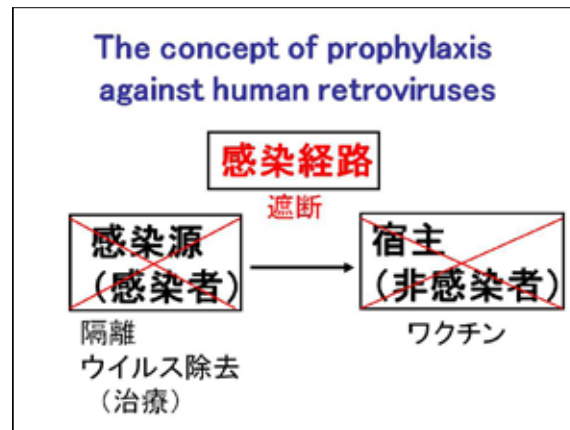 The concept of prophylaxis
against human retroviruses
感染経路
遮断
感染源
(感染者)
宿主
(非感染者)
隔離
ウイルス除去
(治療)
ワクチン